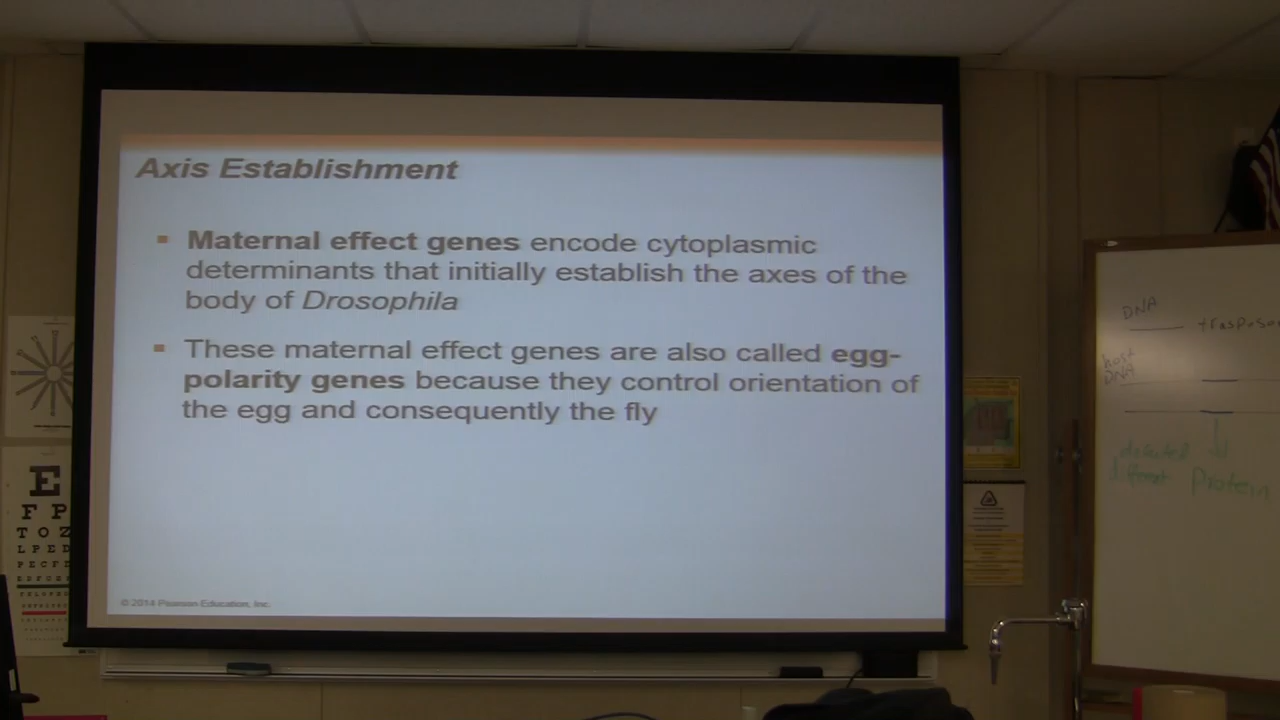 Axis Establishment
Maternal effect genes encode cytoplasmic
determinants that initially establish the axes of the
body of Drosophila
These maternal effect genes are also called egg-
polarity genes because they control orientation of
the egg and consequently the fly
© 2014 Pearson Education, Inc.
E
F P
T O Z
L P E D
P E C F D
E D F C Z P
DNA
host
DNA
different Protein